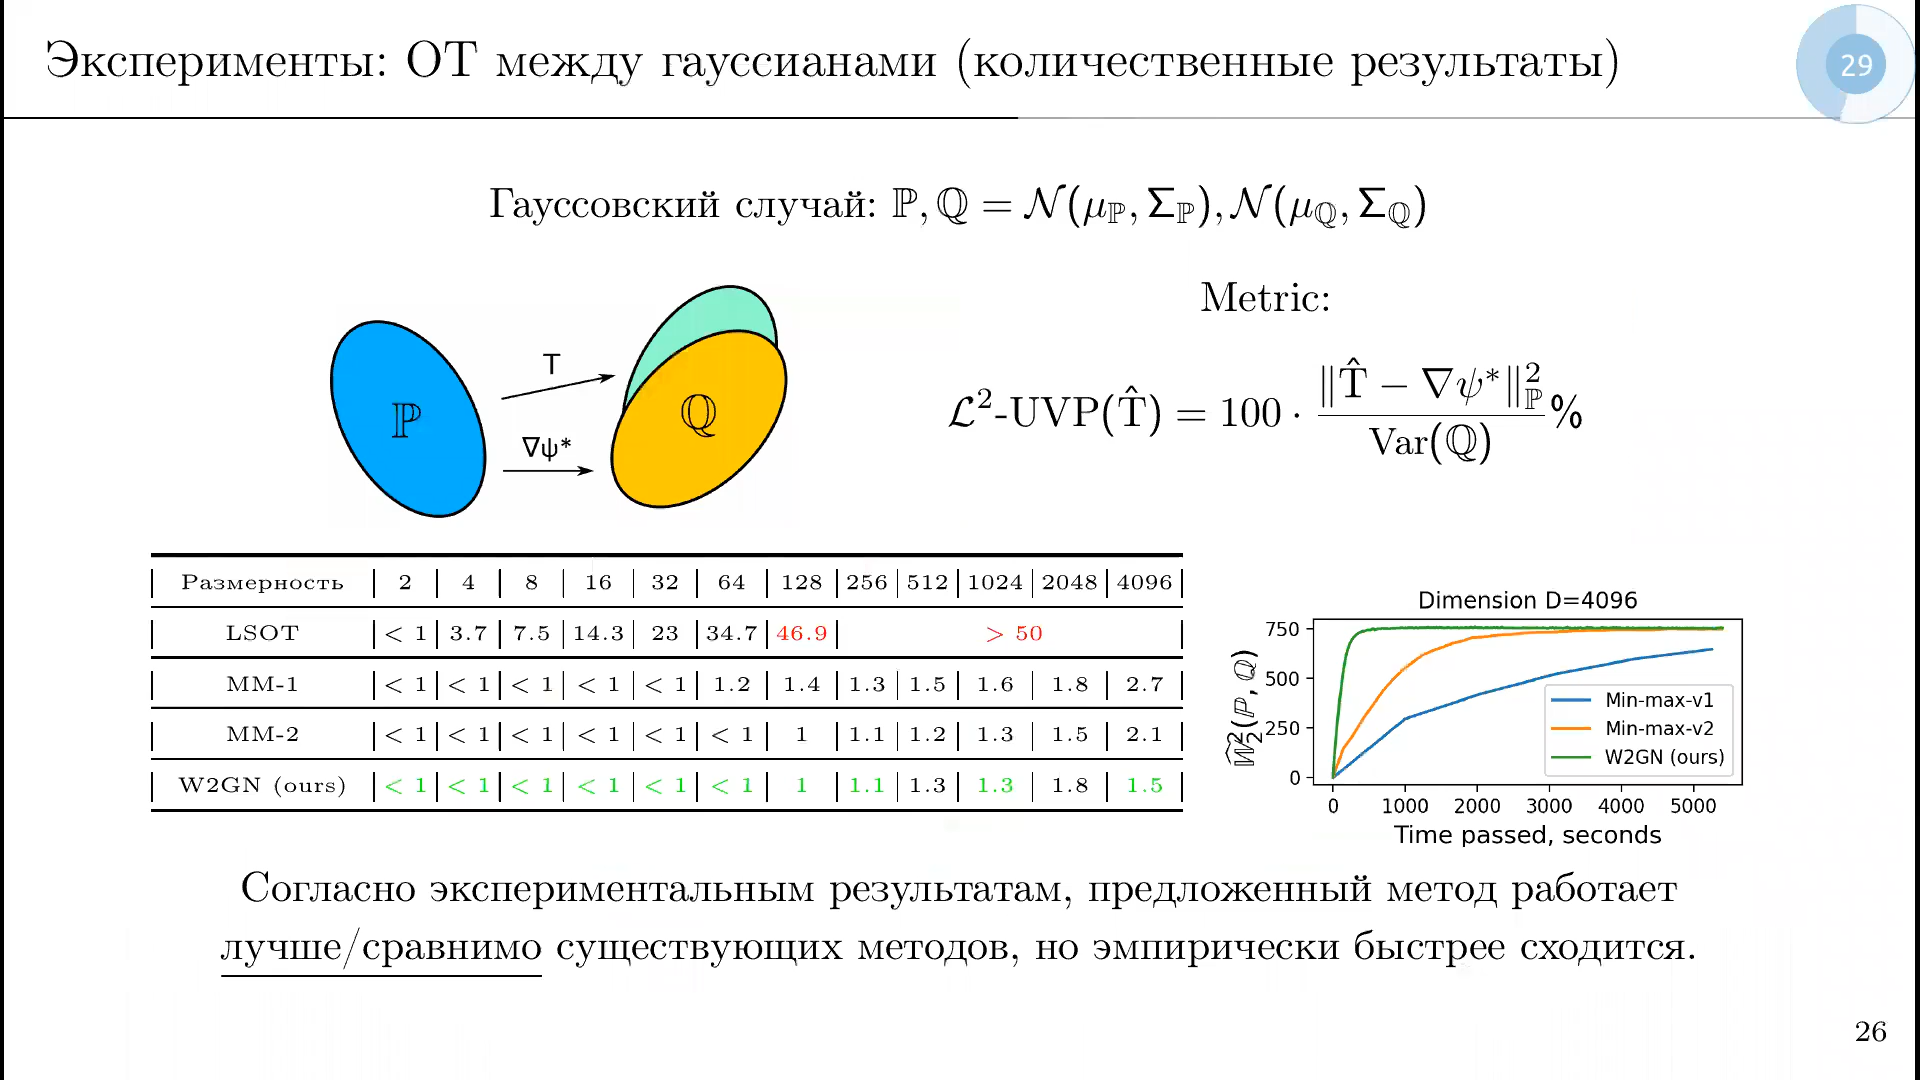 Эксперименты: ОТ между гауссианами (количественные результаты)
29
Гауссовский случай: ℙ, ℚ = 𝒩(μ_ℙ, Σ_ℙ), 𝒩(μ_ℚ, Σ_ℚ)
Metric:
ℒ²-UVP(T̂) = 100 · ‖T̂ − ∇ψ*‖²_ℙ / Var(ℚ) %
T
ℙ
ℚ
∇ψ*
Размерность | 2 | 4 | 8 | 16 | 32 | 64 | 128 | 256 | 512 | 1024 | 2048 | 4096
LSOT | < 1 | 3.7 | 7.5 | 14.3 | 23 | 34.7 | 46.9 | > 50
MM-1 | < 1 | < 1 | < 1 | < 1 | < 1 | 1.2 | 1.4 | 1.3 | 1.5 | 1.6 | 1.8 | 2.7
MM-2 | < 1 | < 1 | < 1 | < 1 | < 1 | < 1 | 1 | 1.1 | 1.2 | 1.3 | 1.5 | 2.1
W2GN (ours) | < 1 | < 1 | < 1 | < 1 | < 1 | < 1 | 1 | 1.1 | 1.3 | 1.3 | 1.8 | 1.5
Dimension D=4096
𝕎̂²₂(ℙ, ℚ)
750
500
250
0
Min-max-v1
Min-max-v2
W2GN (ours)
0 1000 2000 3000 4000 5000
Time passed, seconds
Согласно экспериментальным результатам, предложенный метод работает
лучше/сравнимо существующих методов, но эмпирически быстрее сходится.
26